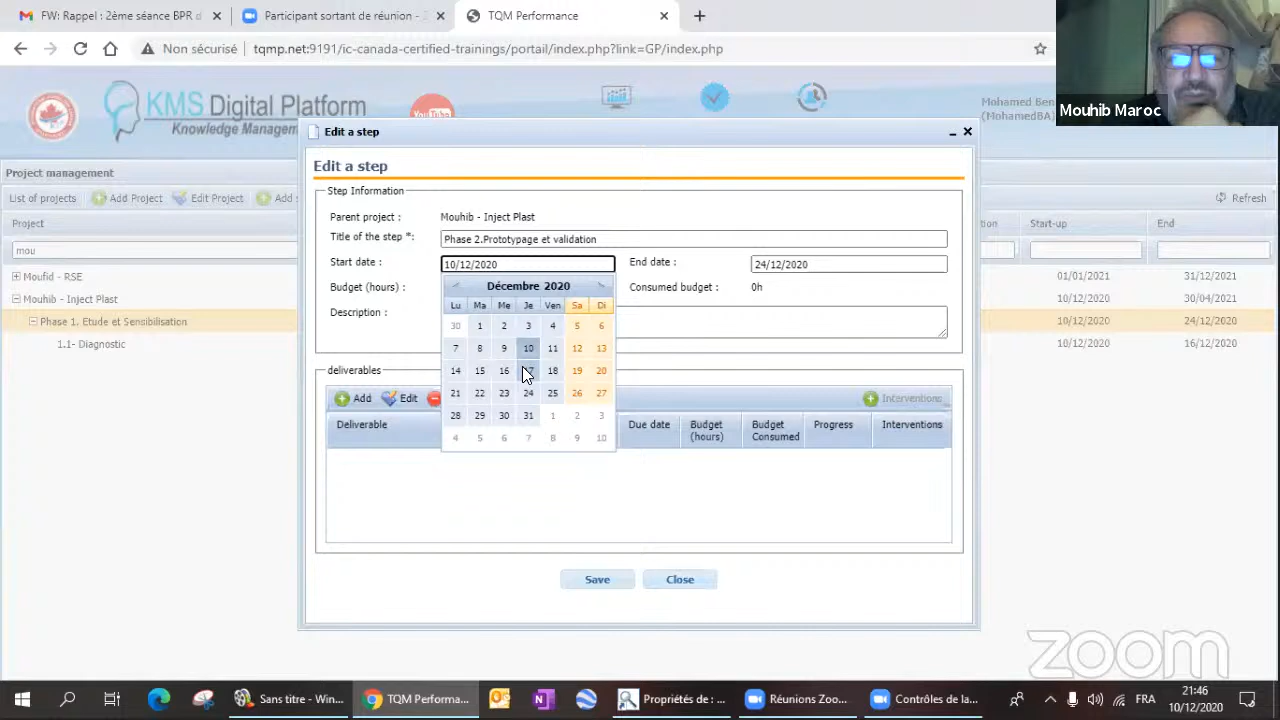 FW: Rappel : 2ème séance BPR d
Participant sortant de réunion - Z
TQM Performance
Non sécurisé
tqmp.net:9191/ic-canada-certified-trainings/portal/index.php?link=GP/index.php
Mouhib Maroc
KMS Digital Platform
Knowledge Managem
YouTube
Mohamed Ben
(MohamedBA)
Project management
List of projects
Add Project
Edit Project
Add s
Refresh
Project
tion
Start-up
End
mou
Moufid - RSE
01/01/2021
31/12/2021
Mouhib - Inject Plast
10/12/2020
30/04/2021
Phase 1. Etude et Sensibilisation
10/12/2020
24/12/2020
1.1- Diagnostic
10/12/2020
16/12/2020
Edit a step
Edit a step
Step Information
Parent project :
Mouhib - Inject Plast
Title of the step *:
Phase 2.Prototypage et validation
Start date :
10/12/2020
End date :
24/12/2020
Budget (hours) :
Consumed budget :
0h
Description :
Décembre 2020
Lu Ma Me Je Ven Sa Di
30 1 2 3 4 5 6
7 8 9 10 11 12 13
14 15 16 17 18 19 20
21 22 23 24 25 26 27
28 29 30 31 1 2 3
4 5 6 7 8 9 10
deliverables
Add
Edit
Interventions
Deliverable
Due date
Budget (hours)
Budget Consumed
Progress
Interventions
Save
Close
zoom
Sans titre - Win...
TQM Performa...
Propriétés de : ...
Réunions Zoo...
Contrôles de la...
FRA
21:46
10/12/2020